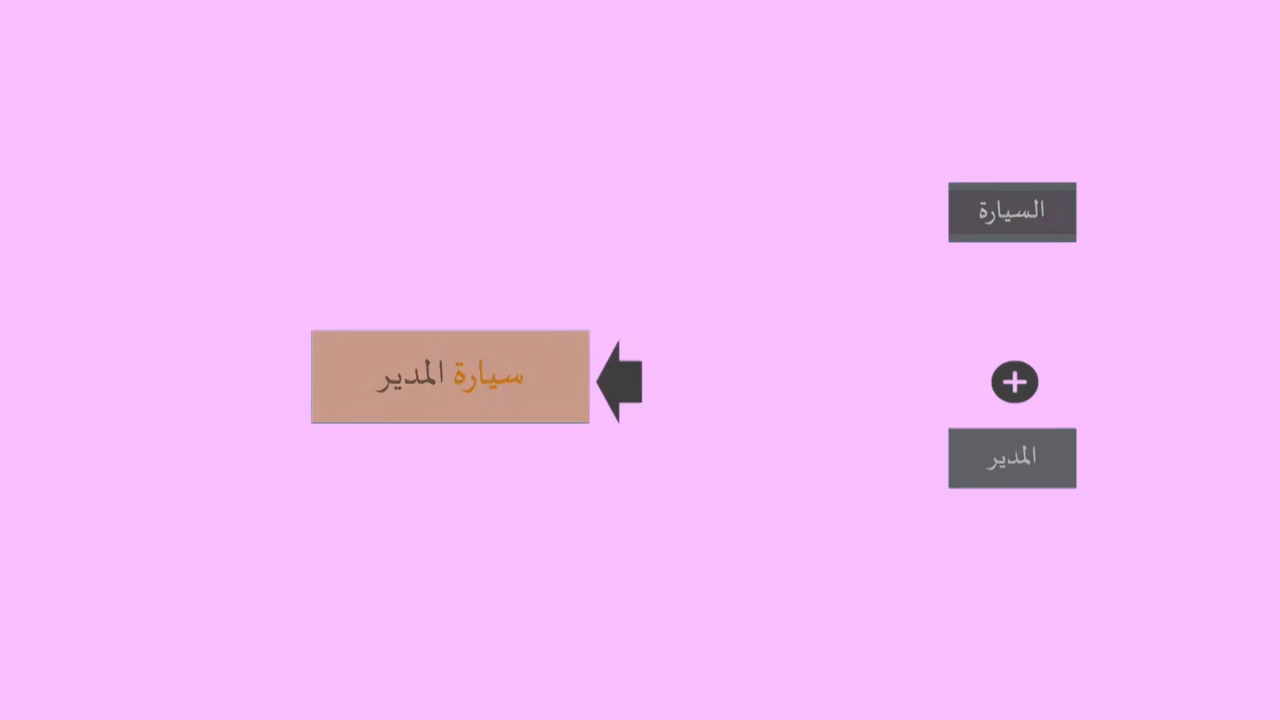 السيارة
+
المدير
سيارة المدير